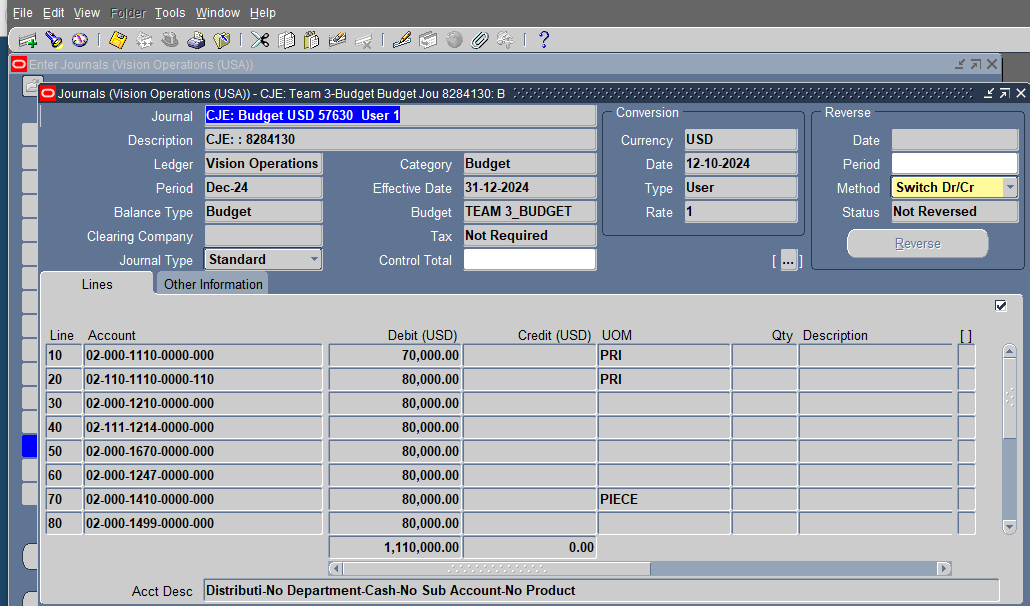 File Edit View Folder Tools Window Help
Enter Journals (Vision Operations (USA))
Journals (Vision Operations (USA)) - CJE: Team 3-Budget Budget Jou 8284130: B
Journal CJE: Budget USD 57630 User 1
Description CJE: : 8284130
Ledger Vision Operations Category Budget
Period Dec-24 Effective Date 31-12-2024
Balance Type Budget Budget TEAM 3_BUDGET
Clearing Company Tax Not Required
Journal Type Standard Control Total
Conversion
Currency USD
Date 12-10-2024
Type User
Rate 1
Reverse
Date
Period
Method Switch Dr/Cr
Status Not Reversed
Reverse
[ ... ]
Lines Other Information
Line Account Debit (USD) Credit (USD) UOM Qty Description [ ]
10 02-000-1110-0000-000 70,000.00 PRI
20 02-110-1110-0000-110 80,000.00 PRI
30 02-000-1210-0000-000 80,000.00
40 02-111-1214-0000-000 80,000.00
50 02-000-1670-0000-000 80,000.00
60 02-000-1247-0000-000 80,000.00
70 02-000-1410-0000-000 80,000.00 PIECE
80 02-000-1499-0000-000 80,000.00
1,110,000.00 0.00
Acct Desc Distributi-No Department-Cash-No Sub Account-No Product